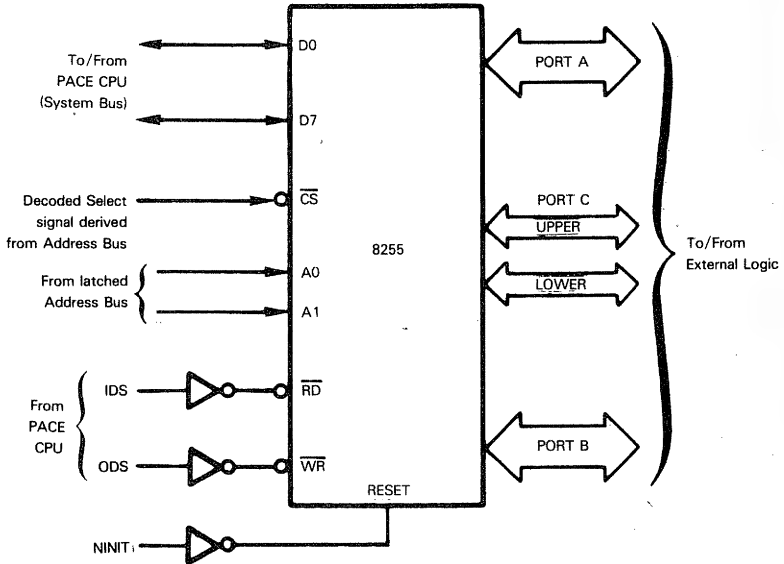 D0
PORT A
To/From
PACE CPU
(System Bus)
D7
Decoded Select
signal derived
from Address Bus
CS
PORT C
UPPER
8255
To/From
External Logic
From latched
Address Bus
A0
LOWER
A1
IDS
RD
From
PACE
CPU
PORT B
ODS
WR
RESET
NINIT